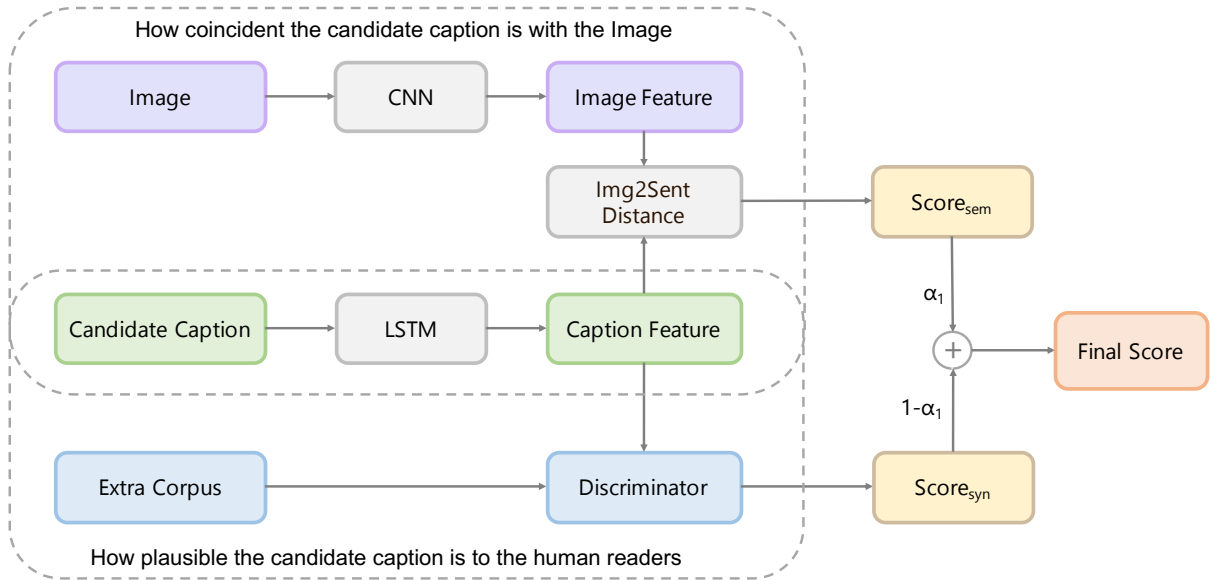 How coincident the candidate caption is with the Image
Image
CNN
Image Feature
Img2Sent
Distance
Score_sem
α₁
Candidate Caption
LSTM
Caption Feature
+
Final Score
1-α₁
Extra Corpus
Discriminator
Score_syn
How plausible the candidate caption is to the human readers